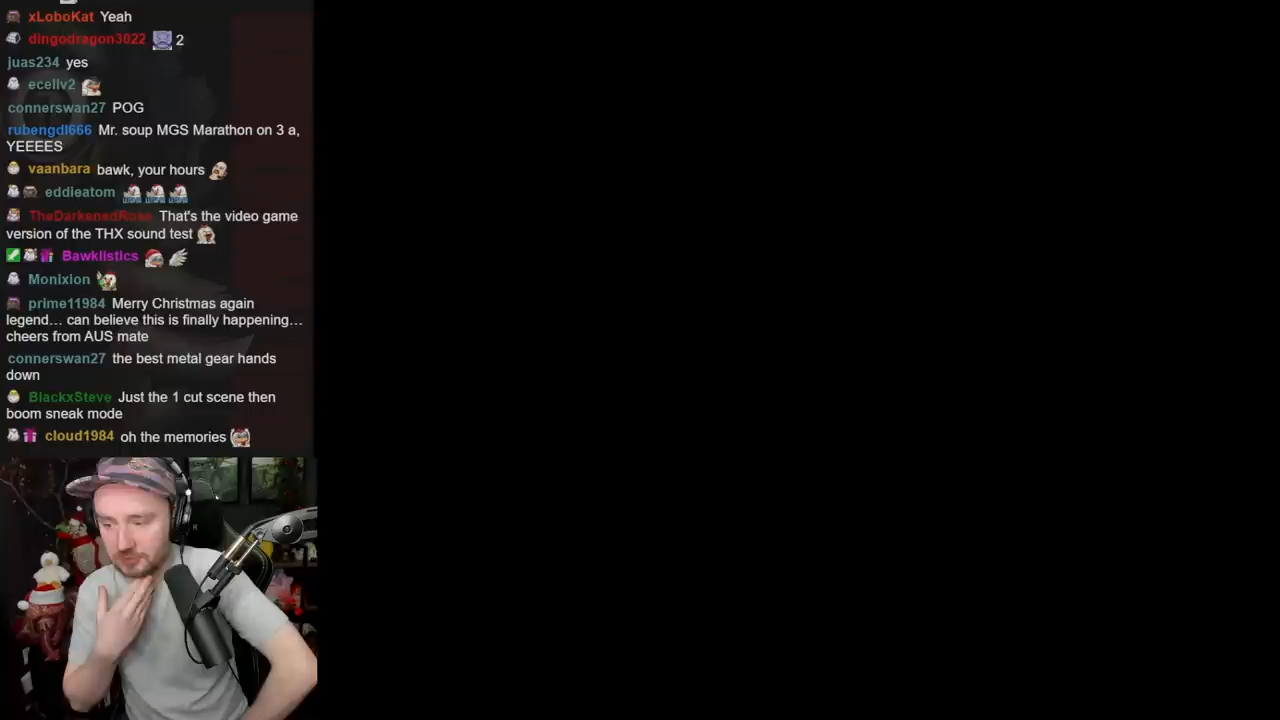 xLoboKat Yeah
dingodragon3022 2
juas234 yes
eceliv2
connerswan27 POG
rubengdl666 Mr. soup MGS Marathon on 3 a,
YEEEES
vaanbara bawk, your hours
eddieatom
TheDarkenedRose That's the video game
version of the THX sound test
Bawklistics
Monixion
prime11984 Merry Christmas again
legend… can believe this is finally happening…
cheers from AUS mate
connerswan27 the best metal gear hands
down
BlackxSteve Just the 1 cut scene then
boom sneak mode
cloud1984 oh the memories